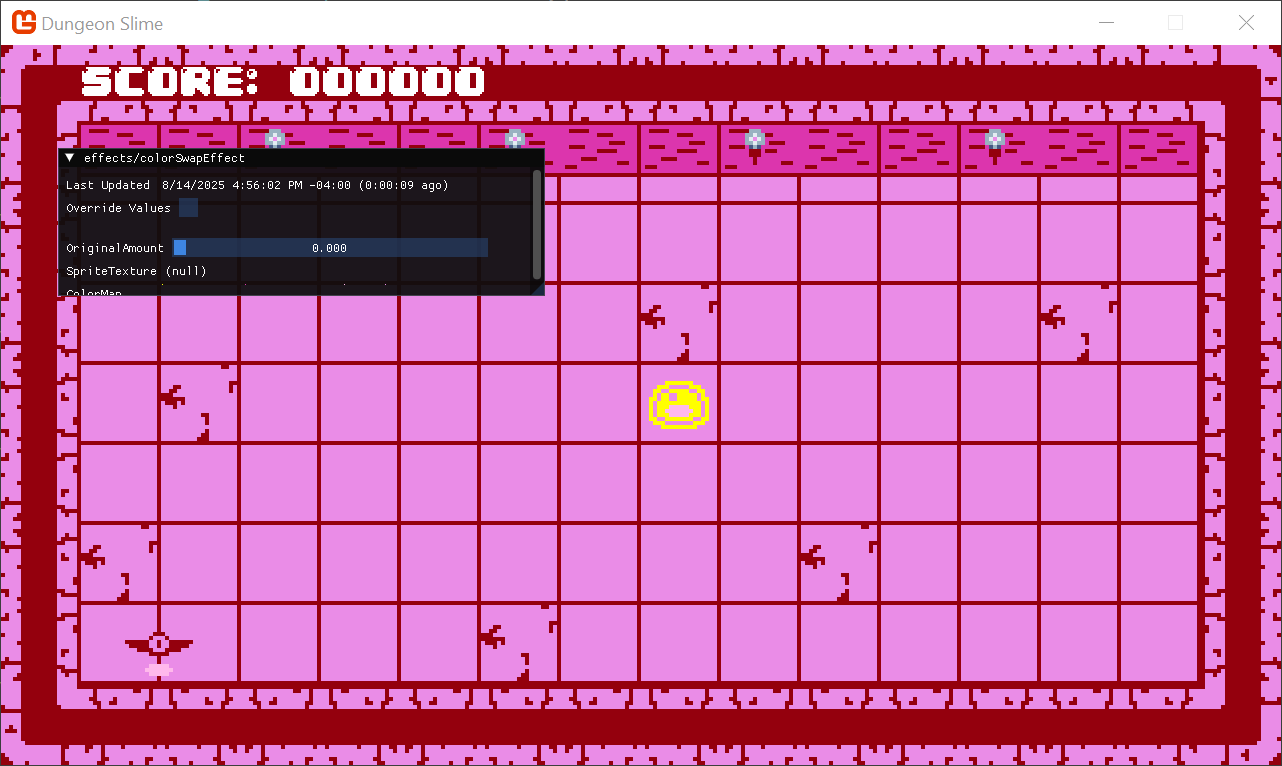 Dungeon Slime
SCORE: 000000
effects/colorSwapEffect
Last Updated 8/14/2025 4:56:02 PM -04:00 (0:00:09 ago)
Override Values
OriginalAmount 0.000
SpriteTexture (null)
ColorMap